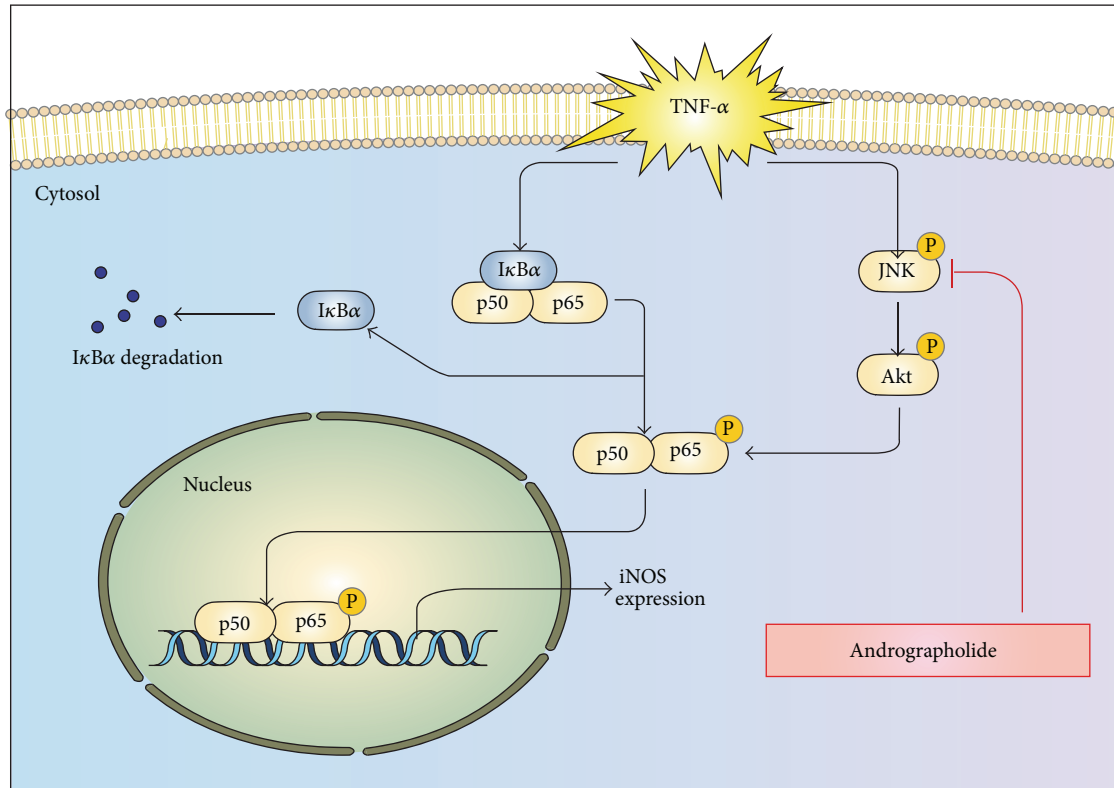 TNF-α
Cytosol
IκBα
p50
p65
P
JNK
IκBα
IκBα degradation
P
Akt
P
p50
p65
Nucleus
P
p50
p65
iNOS
expression
Andrographolide